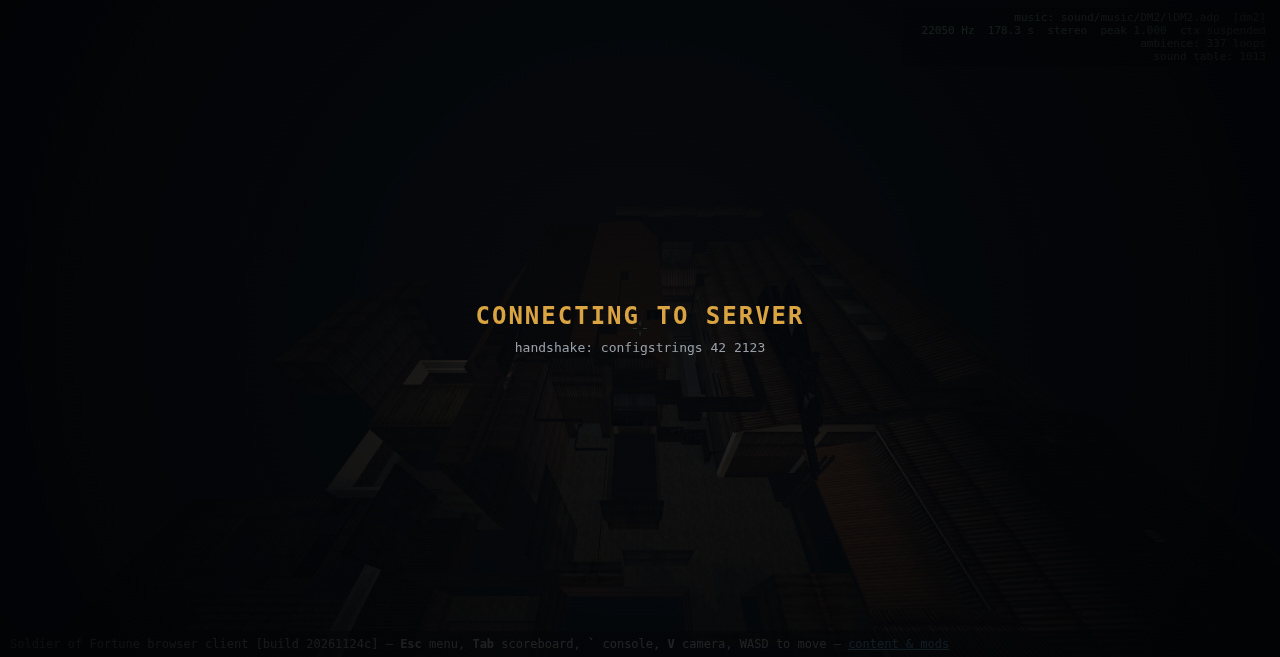 music: sound/music/DM2/lDM2.adp [dm2]
22050 Hz 178.3 s stereo peak 1.000 ctx suspended
ambience: 337 loops
sound table: 1013
CONNECTING TO SERVER
handshake: configstrings 42 2123
Soldier of Fortune browser client [build 20261124c] — Esc menu, Tab scoreboard, ` console, V camera, WASD to move — content & mods